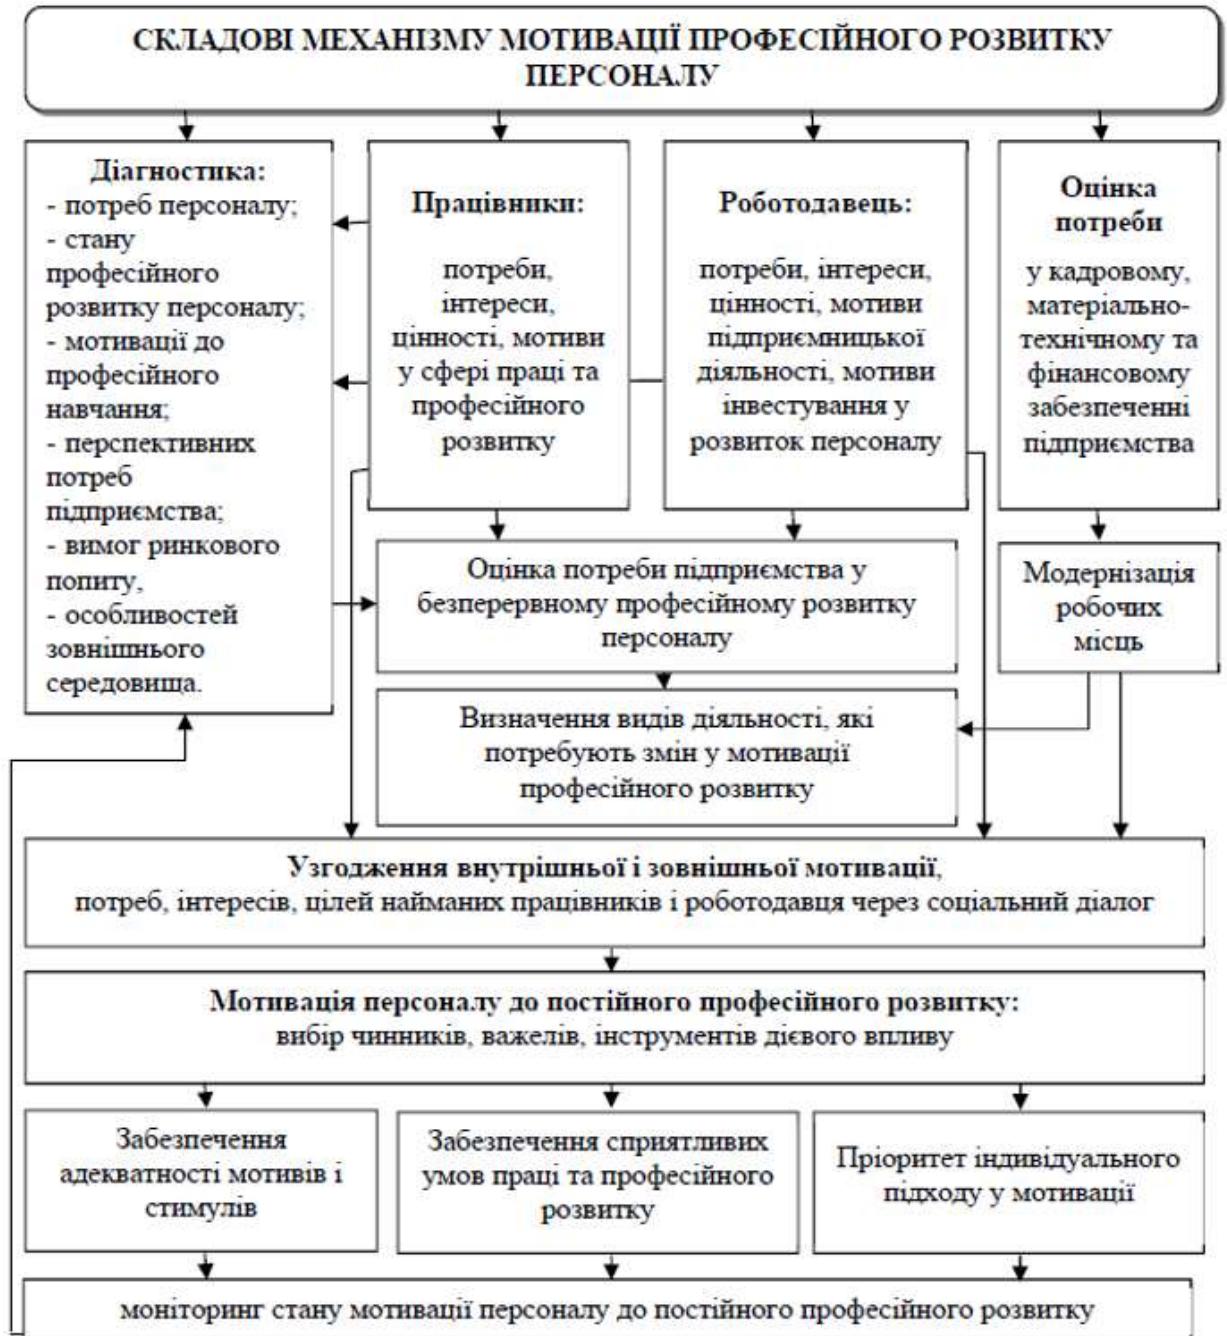 СКЛАДОВІ МЕХАНІЗМУ МОТИВАЦІЇ ПРОФЕСІЙНОГО РОЗВИТКУ
ПЕРСОНАЛУ
Діагностика:
- потреб персоналу;
- стану
професійного
розвитку персоналу;
- мотивації до
професійного
навчання;
- перспективних
потреб
підприємства;
- вимог ринкового
попиту,
- особливостей
зовнішнього
середовища.
Працівники:
потреби,
інтереси,
цінності, мотиви
у сфері праці та
професійного
розвитку
Роботодавець:
потреби, інтереси,
цінності, мотиви
підприємницької
діяльності, мотиви
інвестування у
розвиток персоналу
Оцінка
потреби
у кадровому,
матеріально-
технічному та
фінансовому
забезпеченні
підприємства
Оцінка потреби підприємства у
безперервному професійному розвитку
персоналу
Модернізація
робочих
місць
Визначення видів діяльності, які
потребують змін у мотивації
професійного розвитку
Узгодження внутрішньої і зовнішньої мотивації,
потреб, інтересів, цілей найманих працівників і роботодавця через соціальний діалог
Мотивація персоналу до постійного професійного розвитку:
вибір чинників, важелів, інструментів дієвого впливу
Забезпечення
адекватності мотивів і
стимулів
Забезпечення сприятливих
умов праці та професійного
розвитку
Пріоритет індивідуального
підходу у мотивації
моніторинг стану мотивації персоналу до постійного професійного розвитку